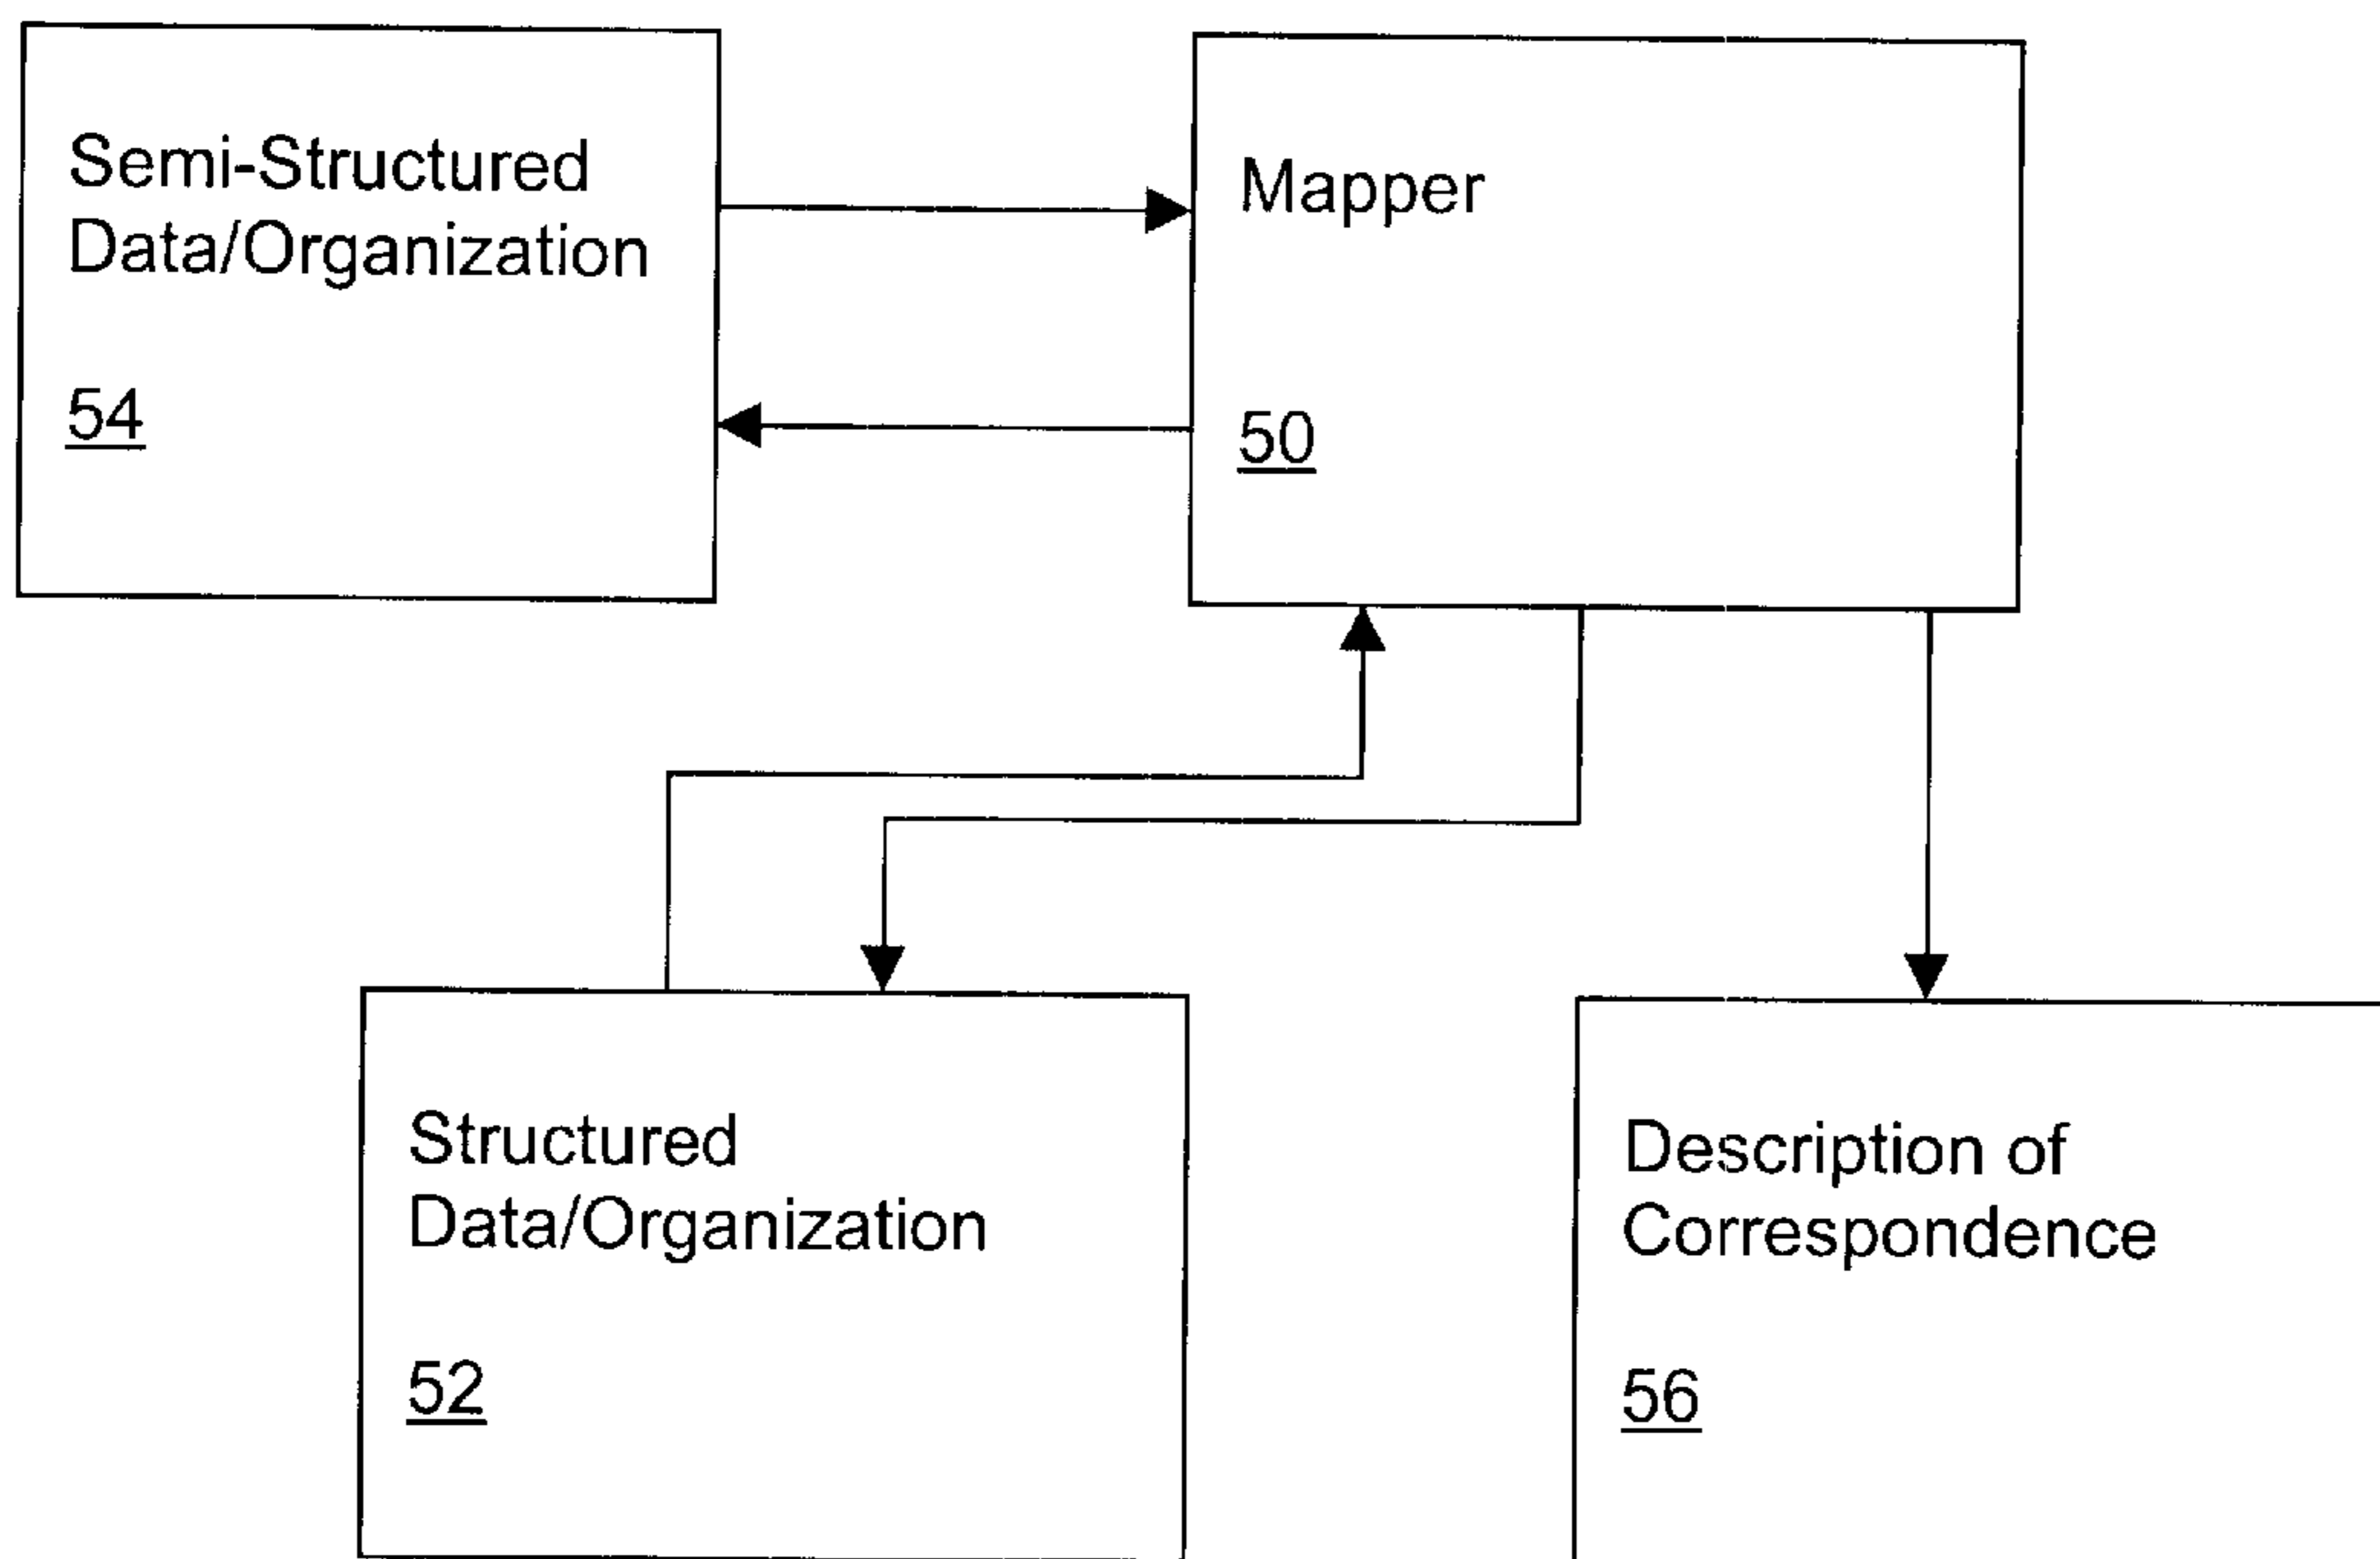 Semi-Structured
Data/Organization
54
Mapper
50
Structured
Data/Organization
52
Description of
Correspondence
56